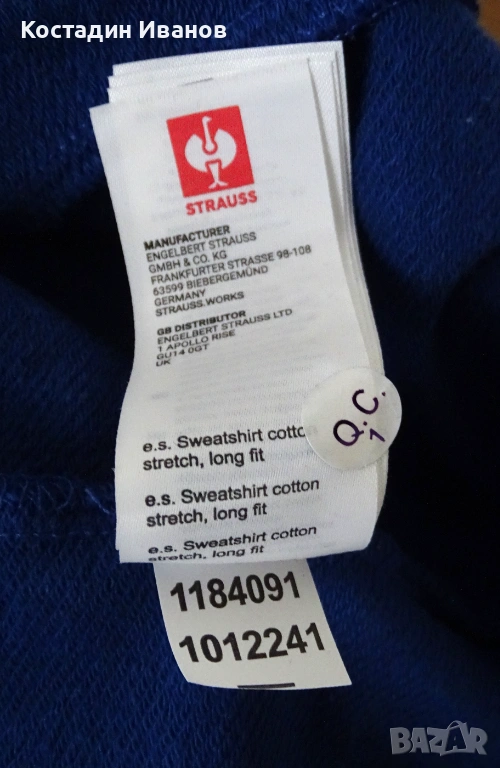 Костадин Иванов
STRAUSS
MANUFACTURER
ENGELBERT STRAUSS
GMBH & CO. KG
FRANKFURTER STRASSE 98-108
63599 BIEBERGEMÜND
GERMANY
STRAUSS.WORKS
GB DISTRIBUTOR
ENGELBERT STRAUSS LTD
1 APOLLO RISE
GU14 0GT
UK
Q.C.
1
e.s. Sweatshirt cotto
stretch, long fit
e.s. Sweatshirt cotton
stretch, long fit
e.s. Sweatshirt cotton
stretch, long fit
1184091
1012241
BAZAR